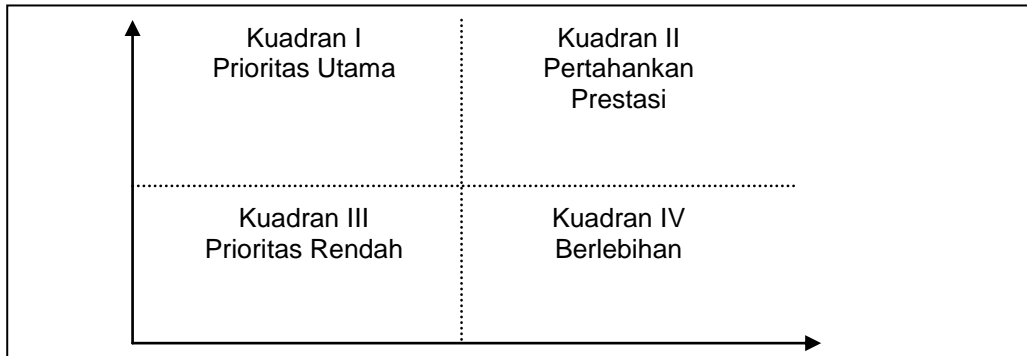 Kuadran I
Prioritas Utama
Kuadran II
Pertahankan
Prestasi
Kuadran III
Prioritas Rendah
Kuadran IV
Berlebihan